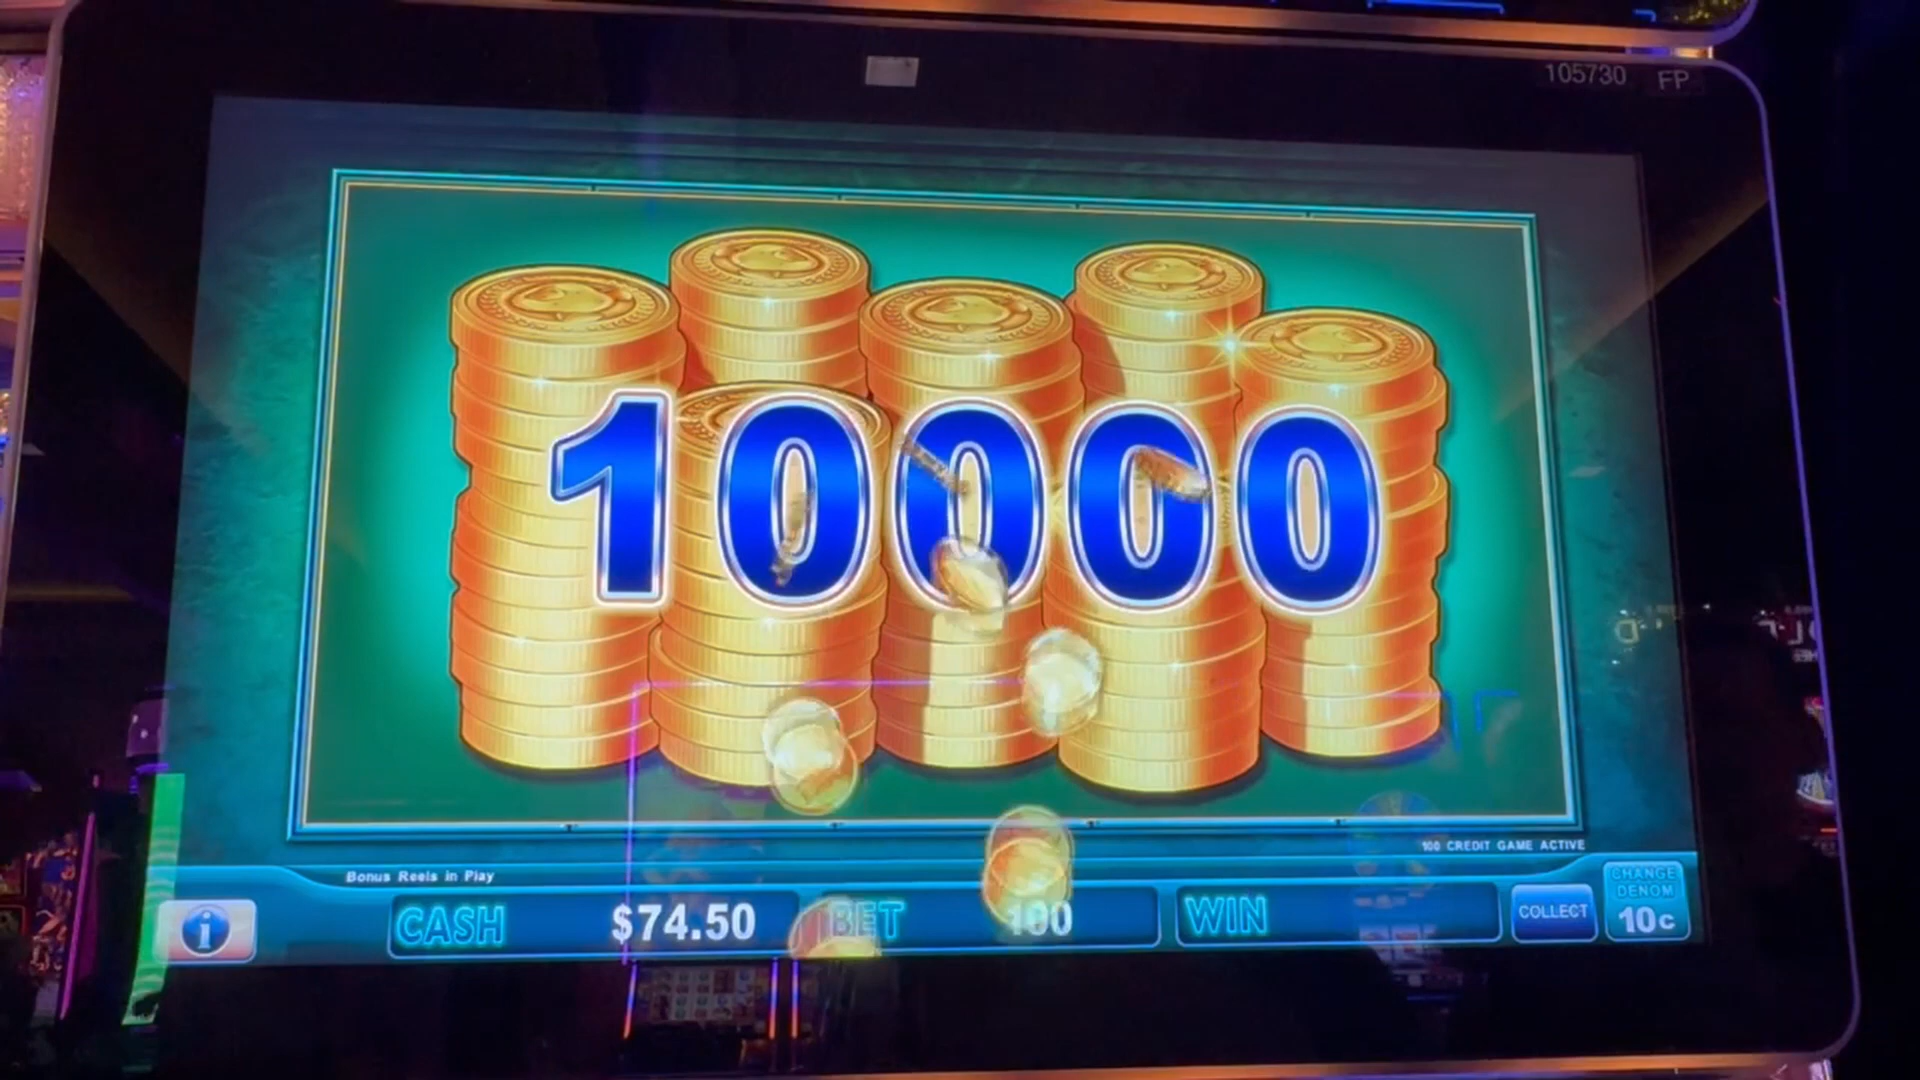 105730 FP
10000
100 CREDIT GAME ACTIVE
Bonus Reels in Play
CASH $74.50 BET 100 WIN
COLLECT
CHANGE
DENOM
10¢